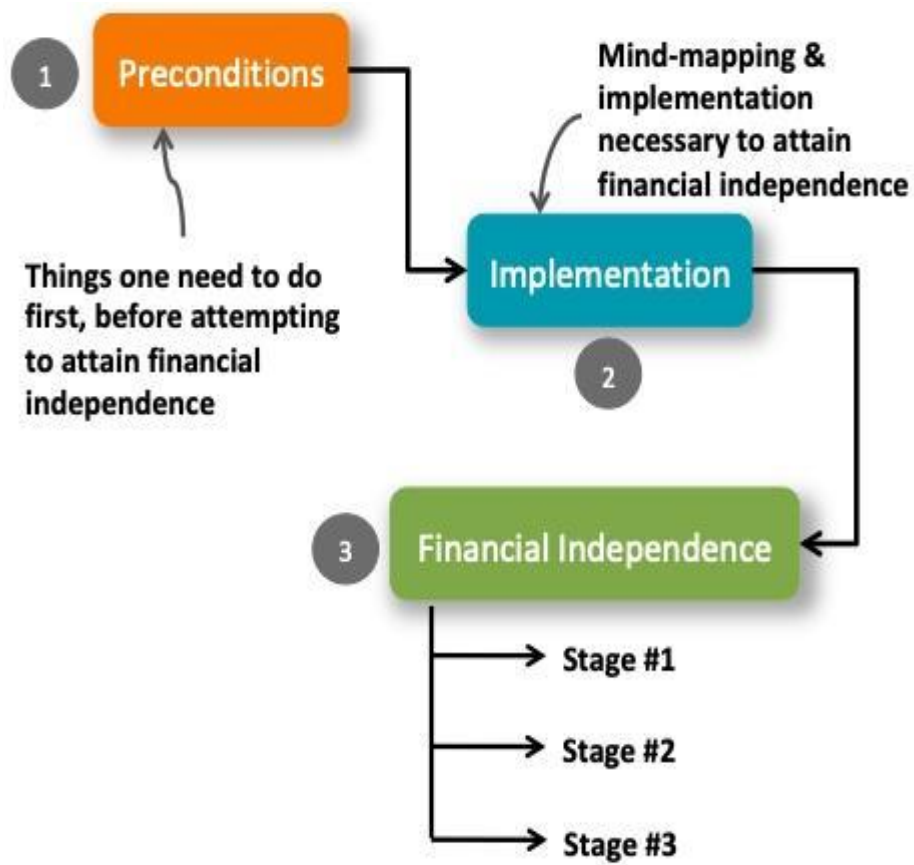 1
Preconditions
Mind-mapping &
implementation
necessary to attain
financial independence
Things one need to do
first, before attempting
to attain financial
independence
Implementation
2
3
Financial Independence
Stage #1
Stage #2
Stage #3